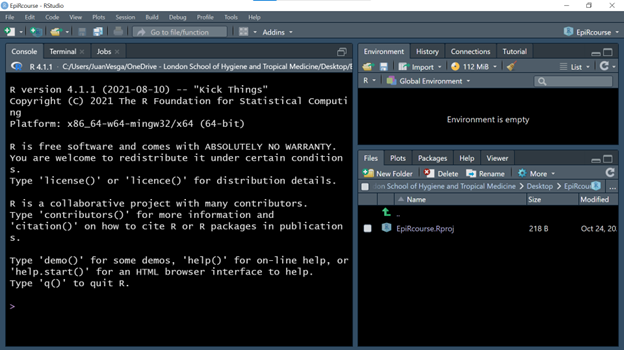 EpiRcourse - RStudio
File Edit Code View Plots Session Build Debug Profile Tools Help
Go to file/function
Addins
EpiRcourse
Console Terminal Jobs
R 4.1.1 · C:/Users/JuanVesga/OneDrive - London School of Hygiene and Tropical Medicine/Desktop/
R version 4.1.1 (2021-08-10) -- "Kick Things"
Copyright (C) 2021 The R Foundation for Statistical Computi
ng
Platform: x86_64-w64-mingw32/x64 (64-bit)
R is free software and comes with ABSOLUTELY NO WARRANTY.
You are welcome to redistribute it under certain condition
s.
Type 'license()' or 'licence()' for distribution details.
R is a collaborative project with many contributors.
Type 'contributors()' for more information and
'citation()' on how to cite R or R packages in publication
s.
Type 'demo()' for some demos, 'help()' for on-line help, or
'help.start()' for an HTML browser interface to help.
Type 'q()' to quit R.
>
Environment History Connections Tutorial
Import 112 MiB List
R Global Environment
Environment is empty
Files Plots Packages Help Viewer
New Folder Delete Rename More
ion School of Hygiene and Tropical Medicine > Desktop > EpiRcou ...
Name Size Modified
..
EpiRcourse.Rproj 218 B Oct 24, 20